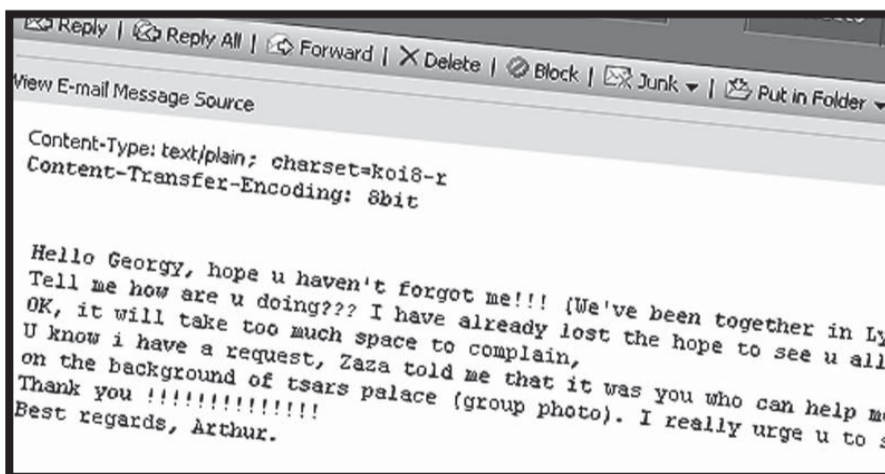 Reply | Reply All | Forward | Delete | Block | Junk | Put in Folder
View E-mail Message Source
Content-Type: text/plain; charset=koi8-r
Content-Transfer-Encoding: 8bit
Hello Georgy, hope u haven't forgot me!!! (We've been together in Ly
Tell me how are u doing??? I have already lost the hope to see u all
OK, it will take too much space to complain,
U know i have a request, Zaza told me that it was you who can help m
on the background of tsars palace (group photo). I really urge u to s
Thank you !!!!!!!!!!!!!!
Best regards, Arthur.